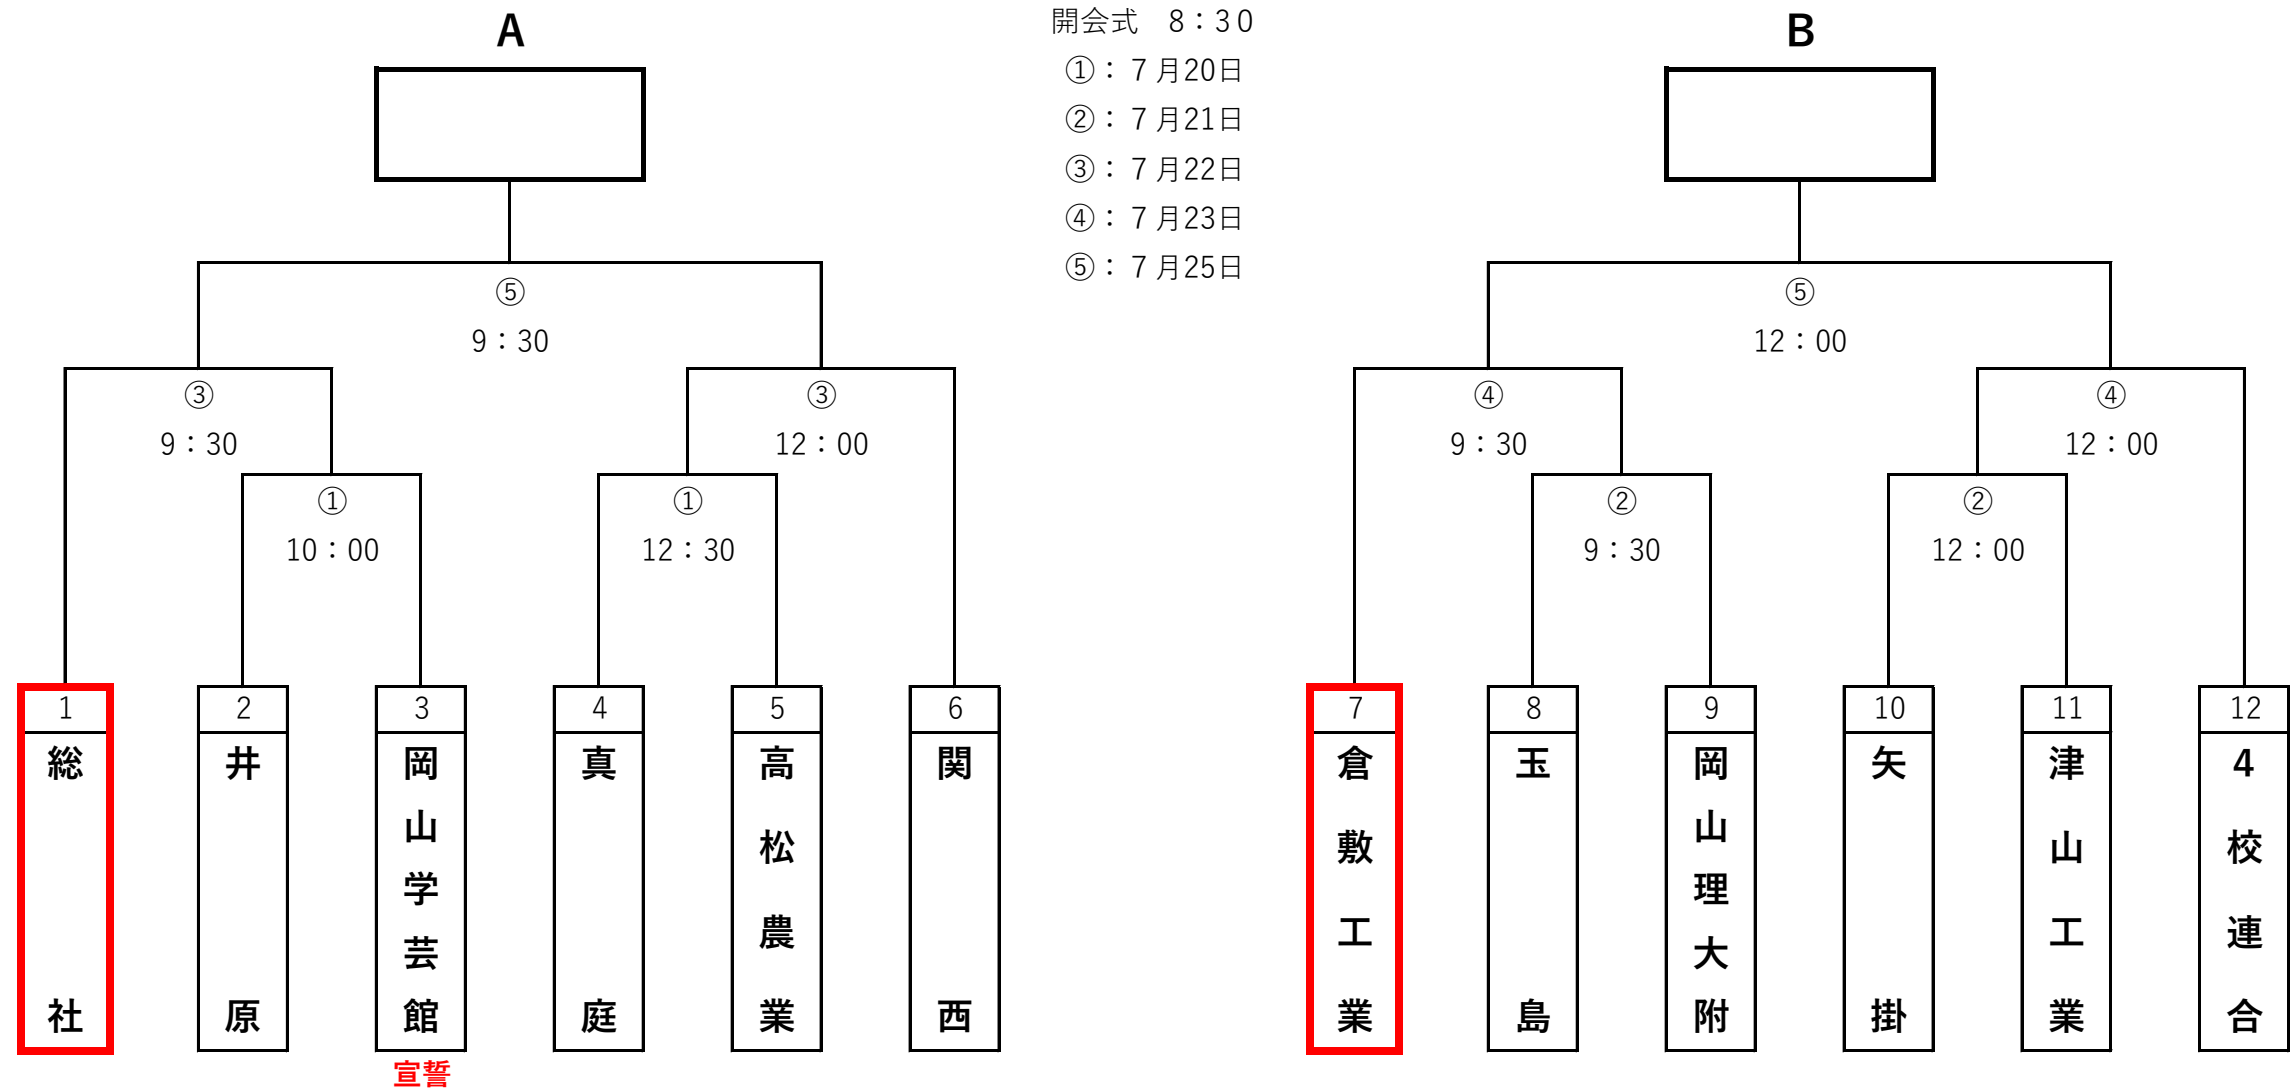 A
開会式　8：30
①：７月20日
②：７月21日
③：７月22日
④：７月23日
⑤：７月25日
B
⑤
9：30
⑤
12：00
③
9：30
③
12：00
④
9：30
④
12：00
①
10：00
①
12：30
②
9：30
②
12：00
1
総社
2
井原
3
岡山学芸館
宣誓
4
真庭
5
高松農業
6
関西
7
倉敷工業
8
玉島
9
岡山理大附
10
矢掛
11
津山工業
12
4校連合